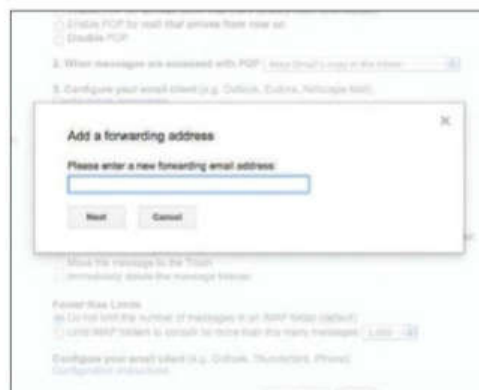 Enable POP for mail that arrives from now on
Disable POP
2. When messages are accessed with POP
3. Configure your email client (e.g. Outlook, Eudora, Netscape Mail)
Add a forwarding address
Please enter a new forwarding email address:
Next
Cancel
Move the message to the Trash
Immediately delete the message forever
Folder Size Limits
Do not limit the number of messages in an IMAP folder (default)
Limit IMAP folders to contain no more than this many messages
Configure your email client (e.g. Outlook, Thunderbird, iPhone)
Configuration instructions